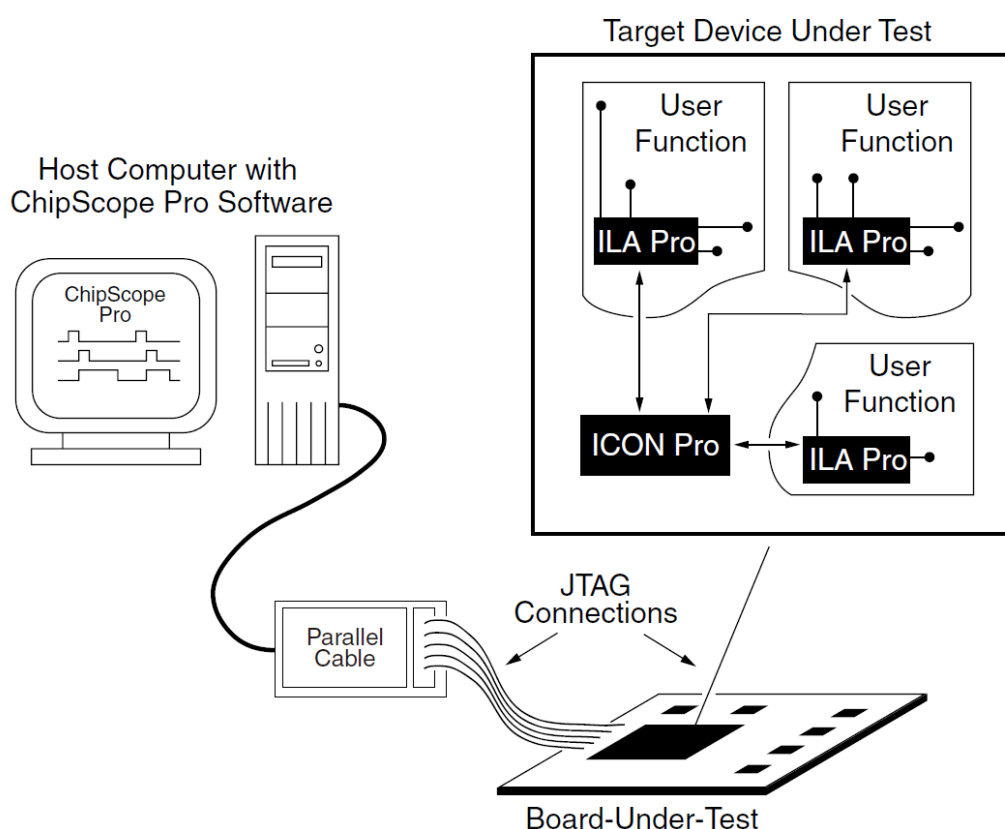 Target Device Under Test
User
Function
ILA Pro
User
Function
ILA Pro
Host Computer with
ChipScope Pro Software
ChipScope
Pro
User
Function
ICON Pro
ILA Pro
JTAG
Connections
Parallel
Cable
Board-Under-Test